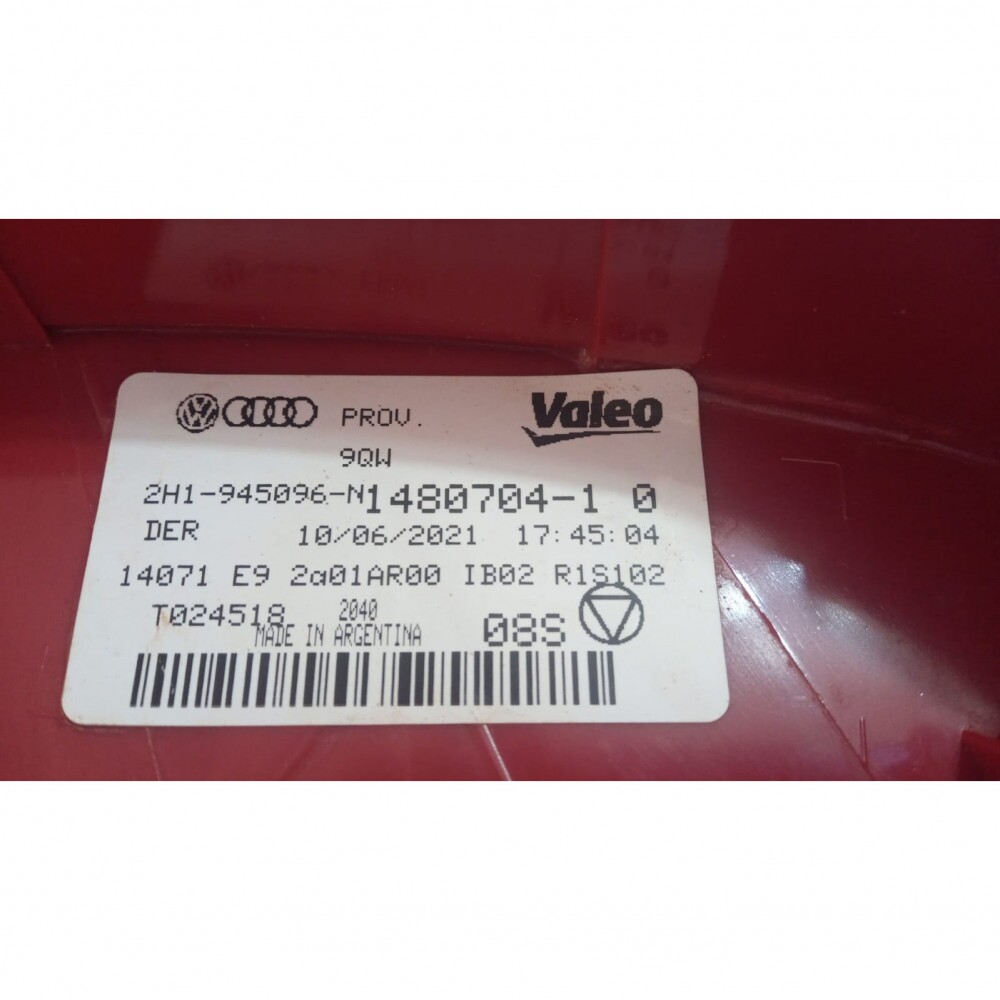 PROV. Valeo
9QW
2H1-945096-N 1480704-1 0
DER 10/06/2021 17:45:04
14071 E9 2a01AR00 IB02 R1S102
T024518 2040
MADE IN ARGENTINA 08S